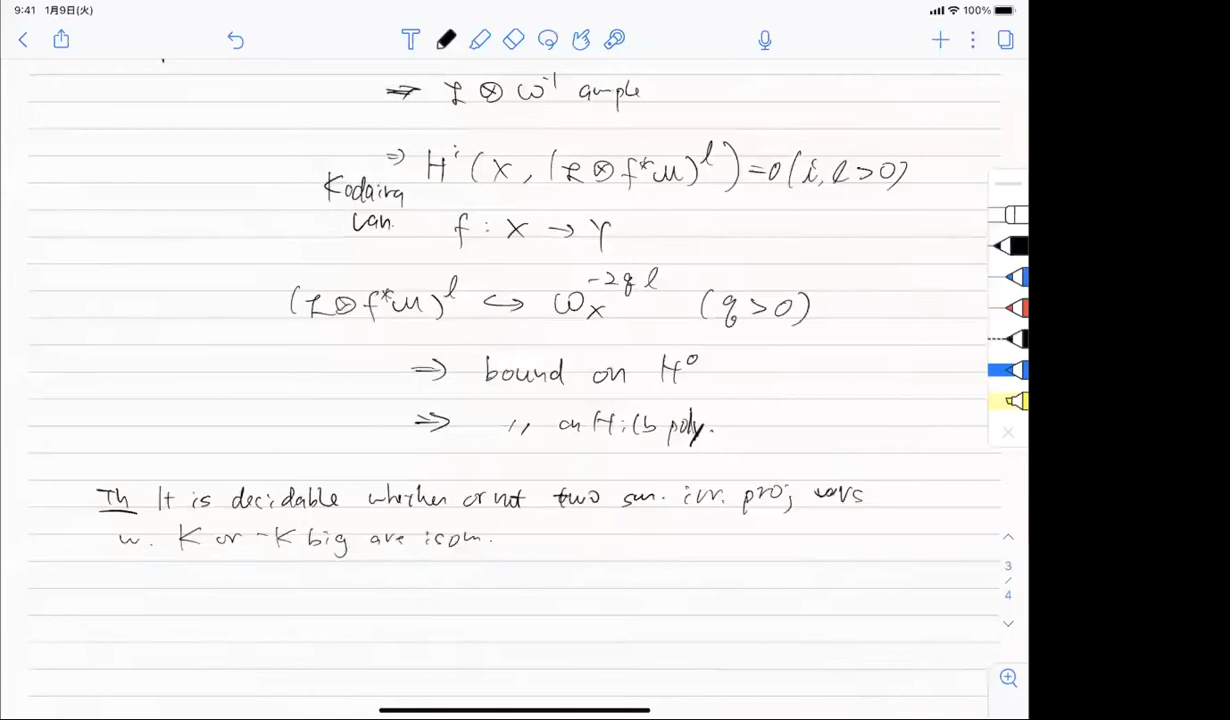 9:41 1月9日(火) 100%
⇒ L ⊗ ω⁻¹ ample
⇒ Hⁱ(X, (L⊗f*M)ˡ) = 0 (i, l > 0)
Kodaira
van.
f : X → Y
(L⊗f*M)ˡ ↪ ω_X^{-2ql} (q > 0)
⇒ bound on H⁰
⇒ 〃 on Hilb poly.
Th It is decidable whether or not two sm. irr. proj vars
w. K or -K big are isom.
3
/
4